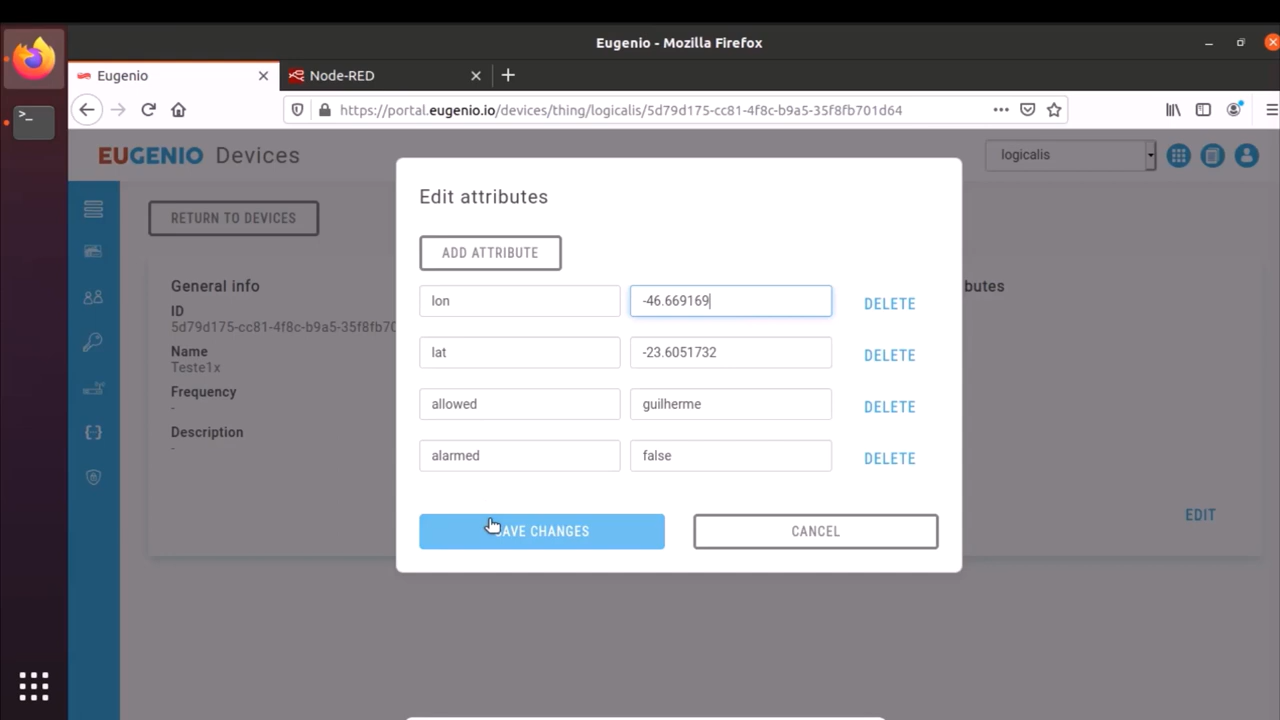 Eugenio - Mozilla Firefox
Eugenio
Node-RED
https://portal.eugenio.io/devices/thing/logicalis/5d79d175-cc81-4f8c-b9a5-35f8fb701d64
EUGENIO Devices
logicalis
RETURN TO DEVICES
General info
ID
5d79d175-cc81-4f8c-b9a5-35f8fb70
Name
Teste1x
Frequency
-
Description
-
Edit attributes
ADD ATTRIBUTE
lon -46.669169 DELETE
lat -23.6051732 DELETE
allowed guilherme DELETE
alarmed false DELETE
AVE CHANGES CANCEL
butes
EDIT
>_